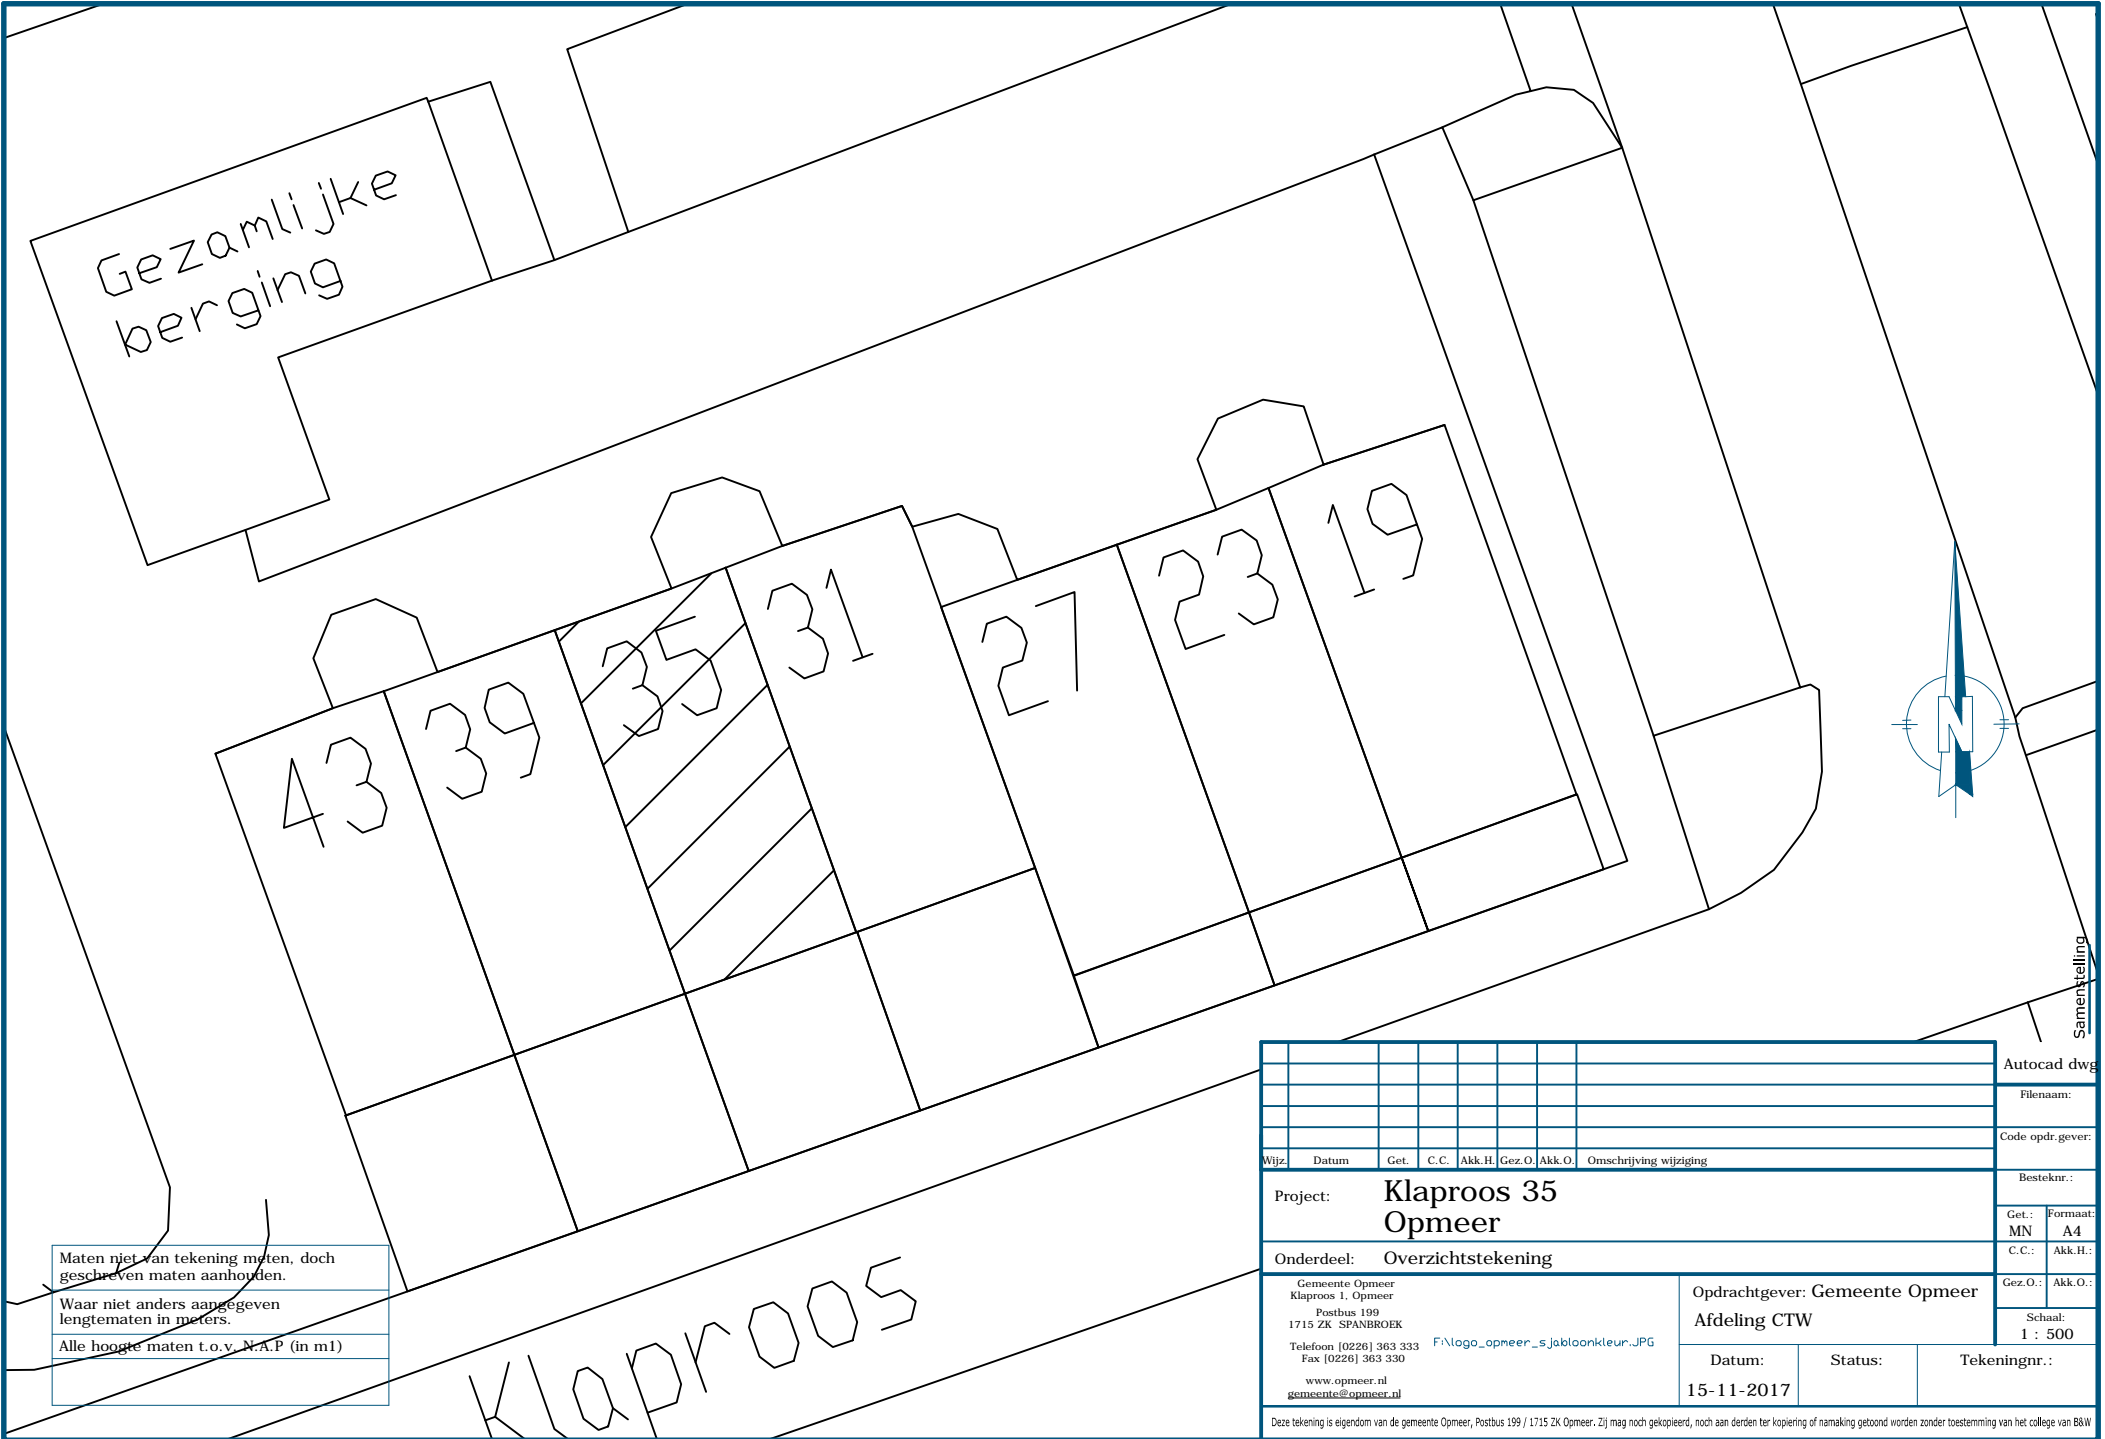 Gezamlijke
berging
43
39
35
31
27
23
19
Klaproos
N
Samenstelling
Maten niet van tekening meten, doch
geschreven maten aanhouden.
Waar niet anders aangegeven
lengtematen in meters.
Alle hoogte maten t.o.v. N.A.P (in m1)
Wijz. Datum Get. C.C. Akk.H. Gez.O. Akk.O. Omschrijving wijziging
Project: Klaproos 35
Opmeer
Onderdeel: Overzichtstekening
Gemeente Opmeer
Klaproos 1, Opmeer
Postbus 199
1715 ZK SPANBROEK
Telefoon [0226] 363 333
Fax [0226] 363 330
www.opmeer.nl
gemeente@opmeer.nl
F:\logo_opmeer_sjabloonkleur.JPG
Opdrachtgever: Gemeente Opmeer
Afdeling CTW
Datum: Status: Tekeningnr.:
15-11-2017
Autocad dwg
Filenaam:
Code opdr.gever:
Besteknr.:
Get.: Formaat:
MN A4
C.C.: Akk.H.:
Gez.O.: Akk.O.:
Schaal:
1 : 500
Deze tekening is eigendom van de gemeente Opmeer, Postbus 199 / 1715 ZK Opmeer. Zij mag noch gekopieerd, noch aan derden ter kopiering of namaking getoond worden zonder toestemming van het college van B&W